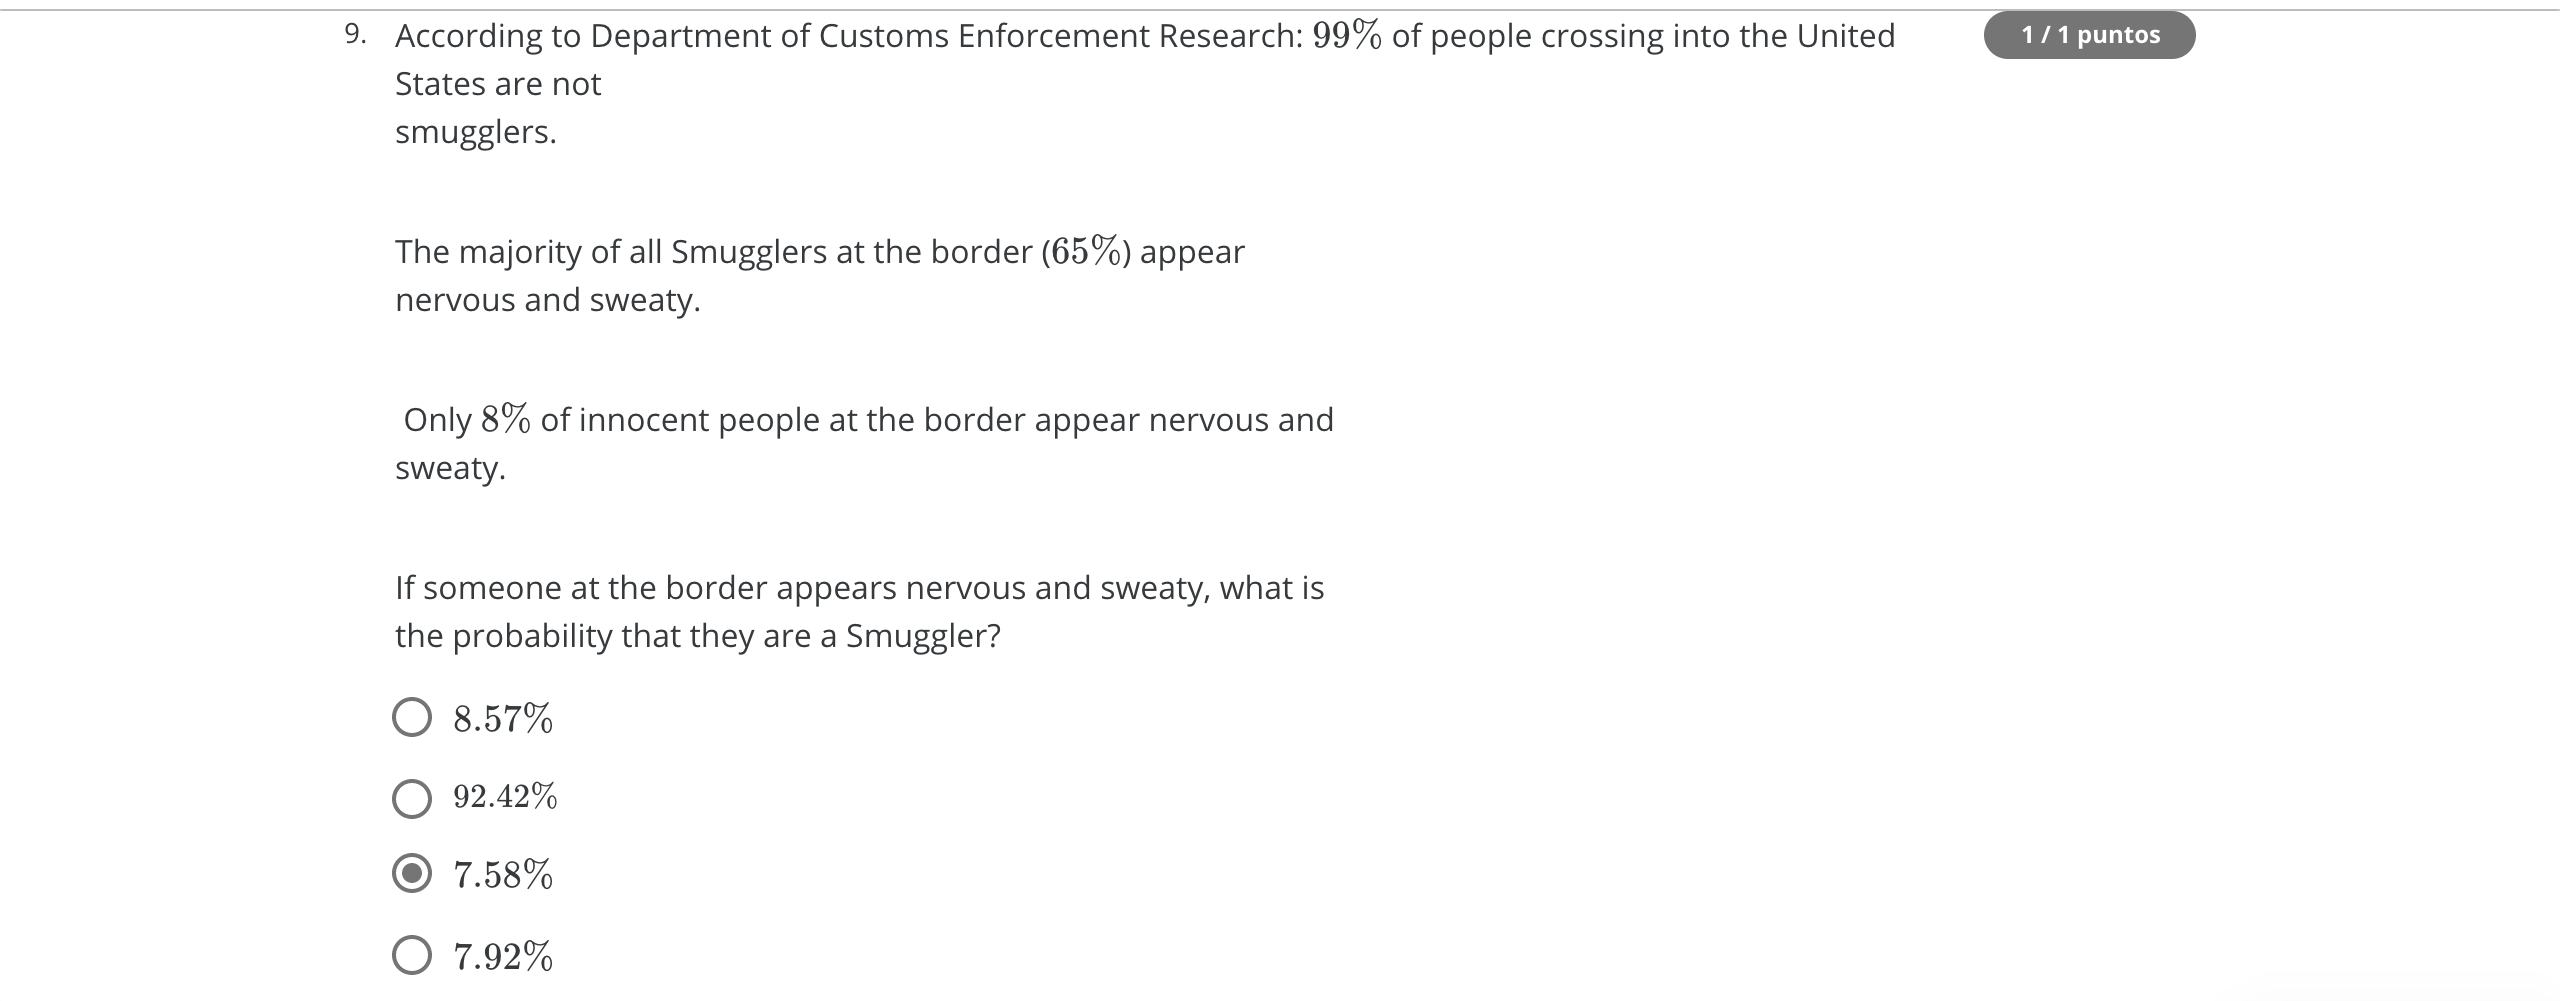 9. According to Department of Customs Enforcement Research: 99% of people crossing into the United
1 / 1 puntos
States are not
smugglers.
The majority of all Smugglers at the border (65%) appear
nervous and sweaty.
Only 8% of innocent people at the border appear nervous and
sweaty.
If someone at the border appears nervous and sweaty, what is
the probability that they are a Smuggler?
8.57%
92.42%
7.58%
7.92%